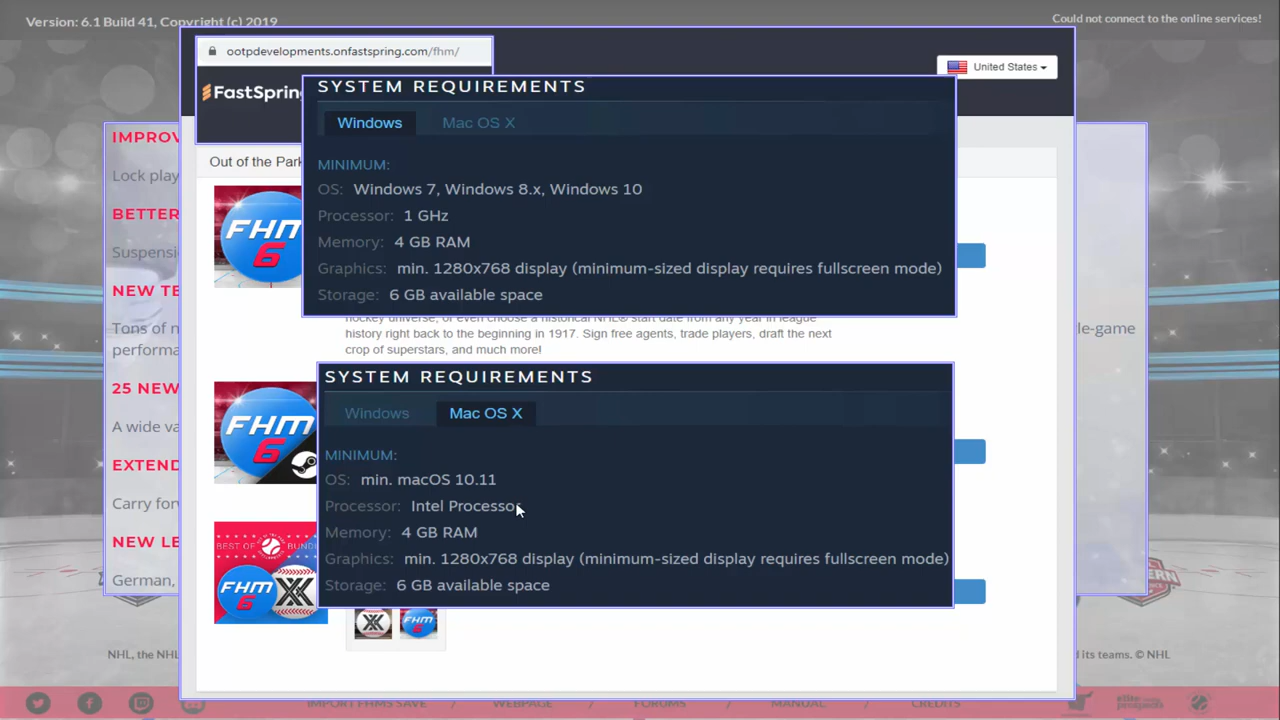 Version: 6.1 Build 41, Copyright (c) 2019
Could not connect to the online services!
ootpdevelopments.onfastspring.com/fhm/
FastSpring
United States
Out of the Park
SYSTEM REQUIREMENTS
Windows Mac OS X
MINIMUM:
OS: Windows 7, Windows 8.x, Windows 10
Processor: 1 GHz
Memory: 4 GB RAM
Graphics: min. 1280x768 display (minimum-sized display requires fullscreen mode)
Storage: 6 GB available space
IMPROV
Lock play
BETTER
Suspensi
NEW TE
Tons of n
le-game
performa
25 NEW
A wide va
EXTEND
Carry forw
NEW LE
German,
FHM 6
hockey universe, or even choose a historical NHL® start date from any year in league
history right back to the beginning in 1917. Sign free agents, trade players, draft the next
crop of superstars, and much more!
FHM 6
SYSTEM REQUIREMENTS
Windows Mac OS X
MINIMUM:
OS: min. macOS 10.11
Processor: Intel Processor
Memory: 4 GB RAM
Graphics: min. 1280x768 display (minimum-sized display requires fullscreen mode)
Storage: 6 GB available space
BEST OF BUND
FHM 6
FHM 6
NHL, the NHL
d its teams. © NHL
IMPORT FHM5 SAVE WEBPAGE FORUMS MANUAL CREDITS